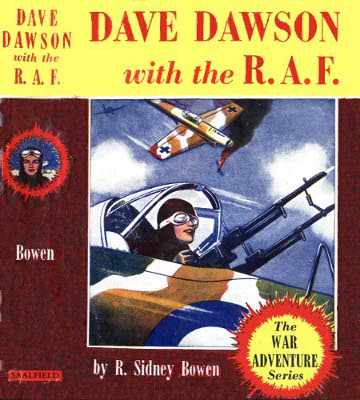 DAVE
DAWSON
with the
R. A. F.
Bowen
SAALFIELD
DAVE DAWSON
with the R. A. F.
The
WAR
ADVENTURE
Series
by R. Sidney Bowen